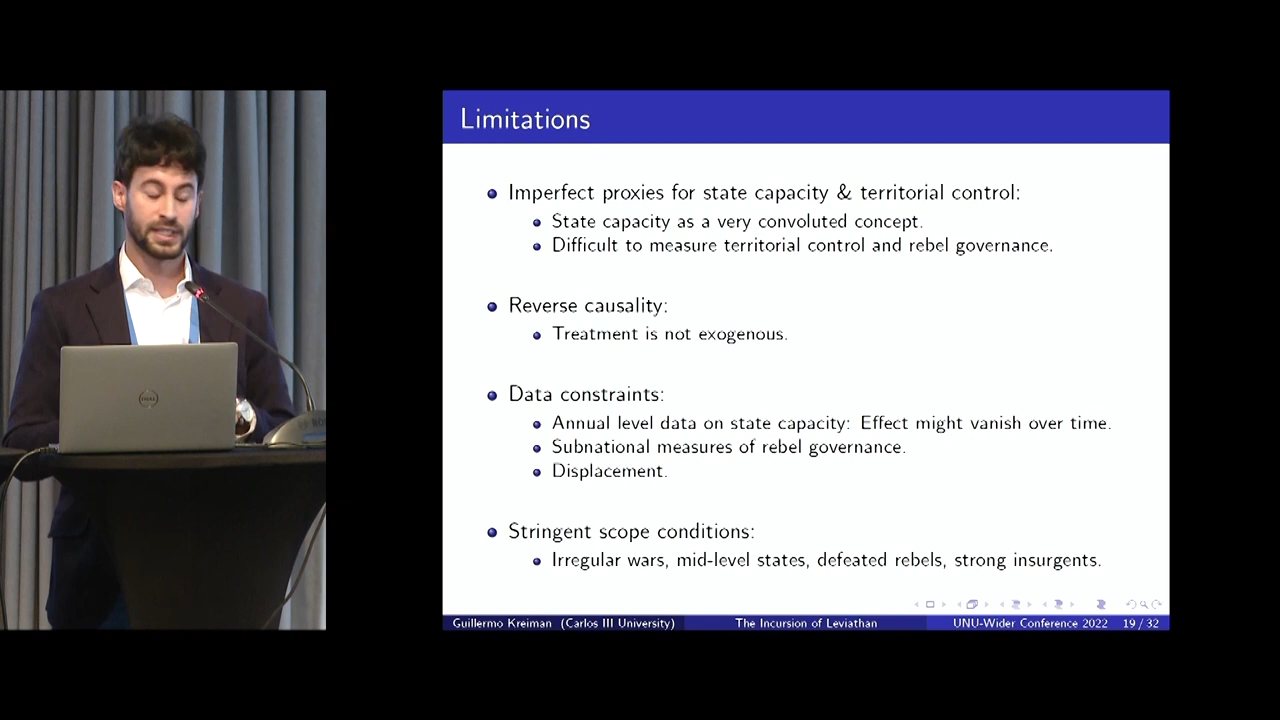 Limitations
Imperfect proxies for state capacity & territorial control:
State capacity as a very convoluted concept.
Difficult to measure territorial control and rebel governance.
Reverse causality:
Treatment is not exogenous.
Data constraints:
Annual level data on state capacity: Effect might vanish over time.
Subnational measures of rebel governance.
Displacement.
Stringent scope conditions:
Irregular wars, mid-level states, defeated rebels, strong insurgents.
Guillermo Kreiman (Carlos III University) The Incursion of Leviathan UNU-Wider Conference 2022 19 / 32
DELL